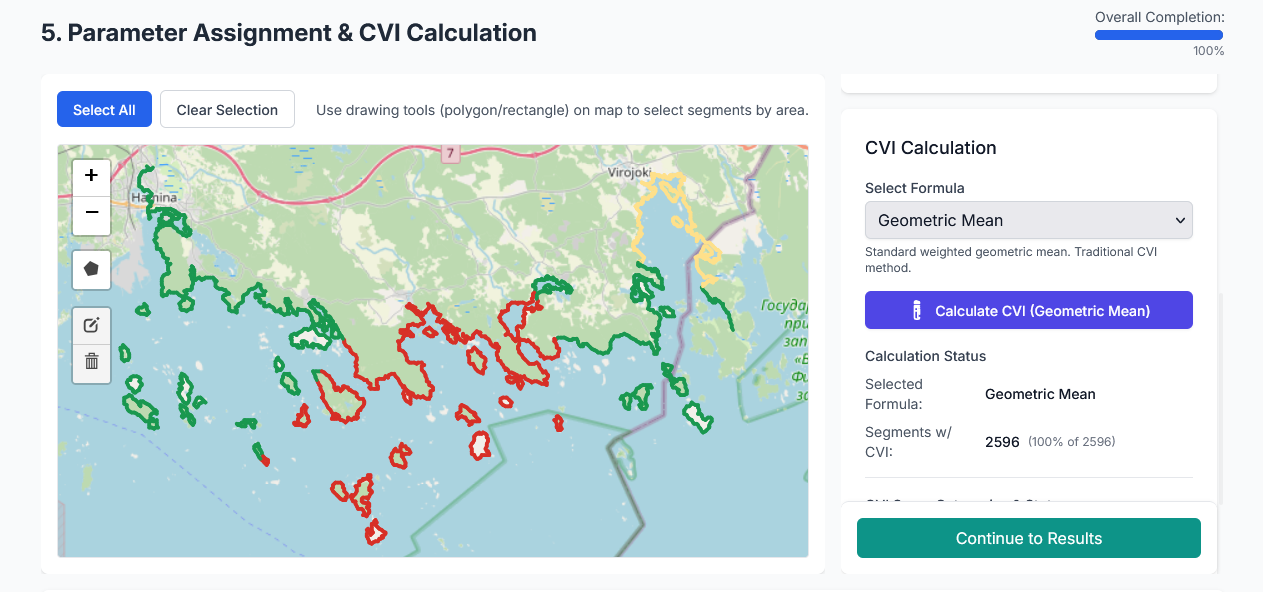 5. Parameter Assignment & CVI Calculation
Overall Completion:
100%
Select All
Clear Selection
Use drawing tools (polygon/rectangle) on map to select segments by area.
+
−
7
Virojoki
Hamina
Госуда
при
зап
«В
Фи
за
CVI Calculation
Select Formula
Geometric Mean
Standard weighted geometric mean. Traditional CVI
method.
Calculate CVI (Geometric Mean)
Calculation Status
Selected
Formula:
Geometric Mean
Segments w/
CVI:
2596 (100% of 2596)
Continue to Results